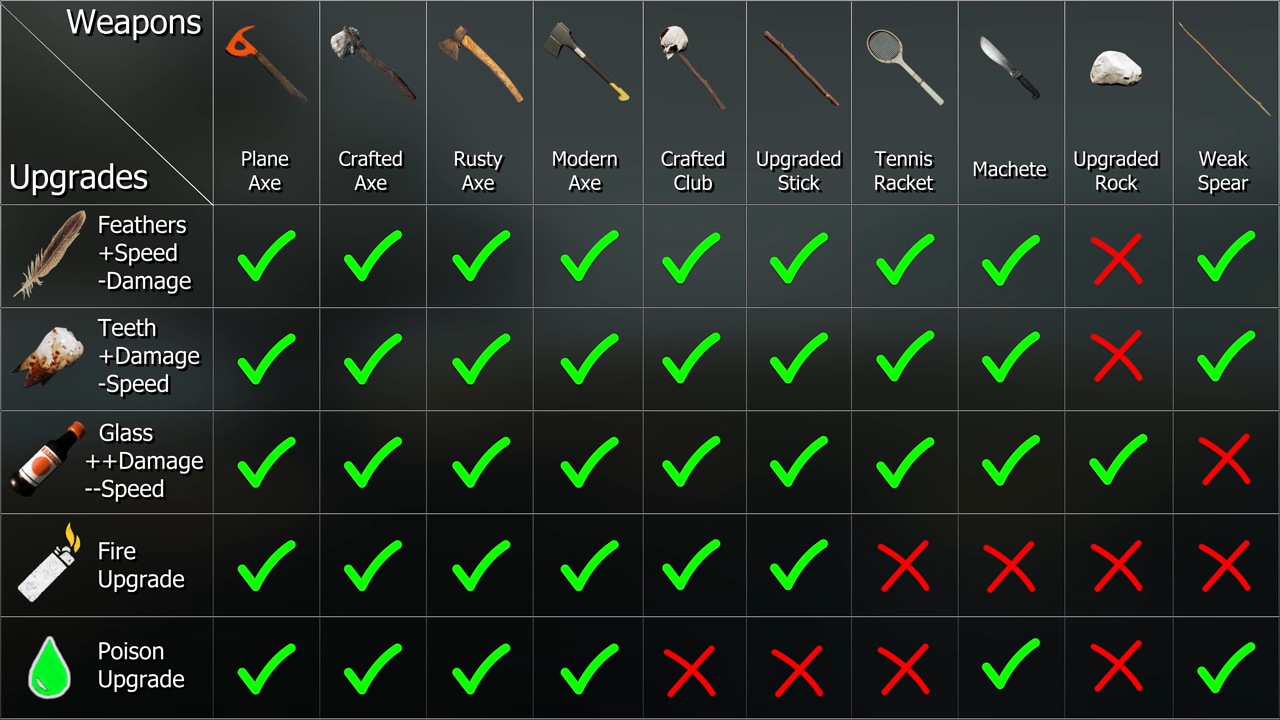 Weapons
Upgrades
Plane
Axe
Crafted
Axe
Rusty
Axe
Modern
Axe
Crafted
Club
Upgraded
Stick
Tennis
Racket
Machete
Upgraded
Rock
Weak
Spear
Feathers
+Speed
-Damage
Teeth
+Damage
-Speed
Glass
++Damage
--Speed
Fire
Upgrade
Poison
Upgrade